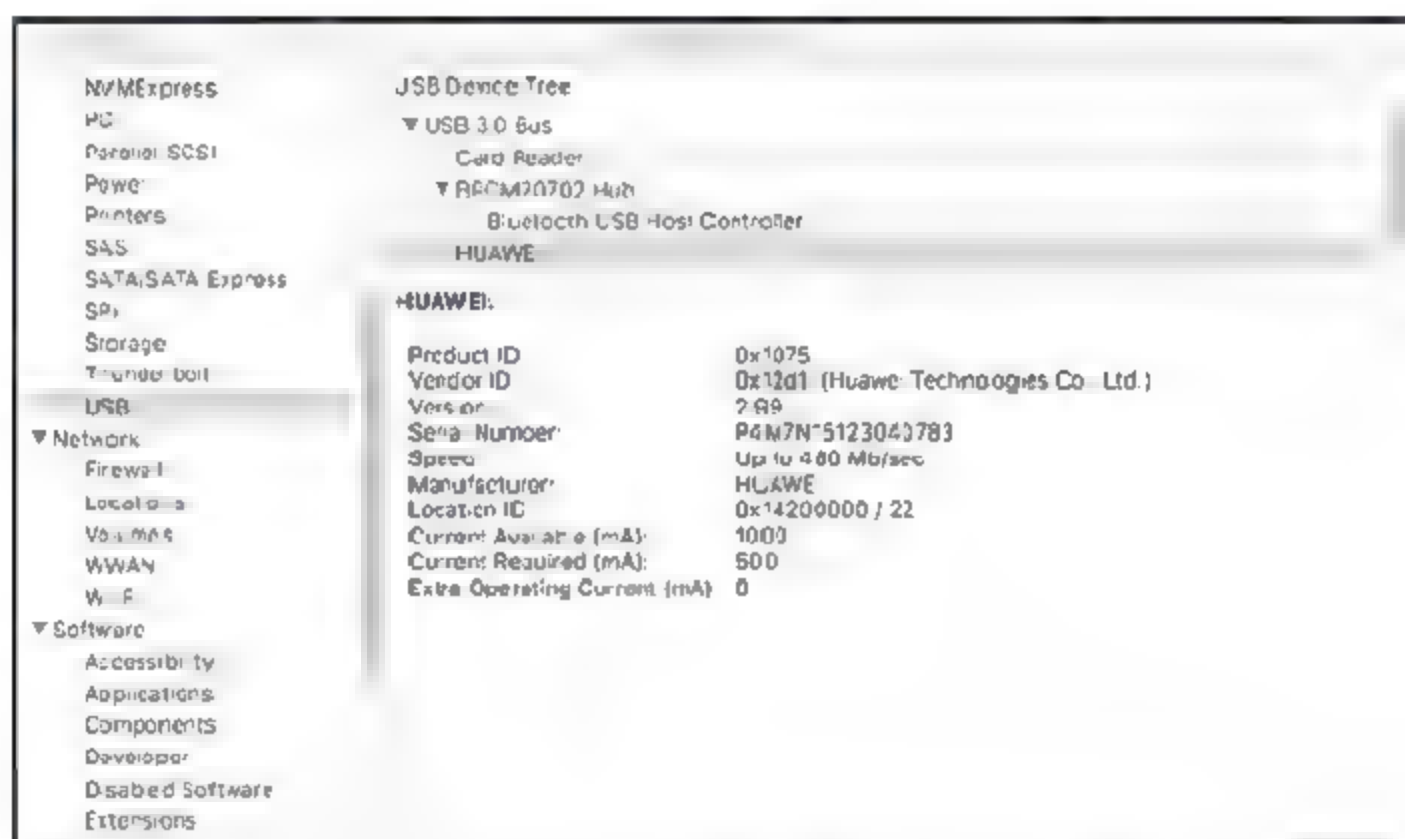 NVMExpress
PCI
Parallel SCSI
Power
Printers
SAS
SATA/SATA Express
SPI
Storage
Thunderbolt
USB
▼ Network
Firewall
Locations
Volumes
WWAN
Wi-Fi
▼ Software
Accessibility
Applications
Components
Developer
Disabled Software
Extensions
USB Device Tree
▼ USB 3.0 Bus
Card Reader
▼ BRCM20702 Hub
Bluetooth USB Host Controller
HUAWEI
HUAWEI:
Product ID 0x1075
Vendor ID 0x12d1 (Huawei Technologies Co., Ltd.)
Version 2.99
Serial Number:
Speed Up to 480 Mb/sec
Manufacturer: HUAWEI
Location ID 0x14200000 / 22
Current Available (mA): 1000
Current Required (mA): 500
Extra Operating Current (mA) 0